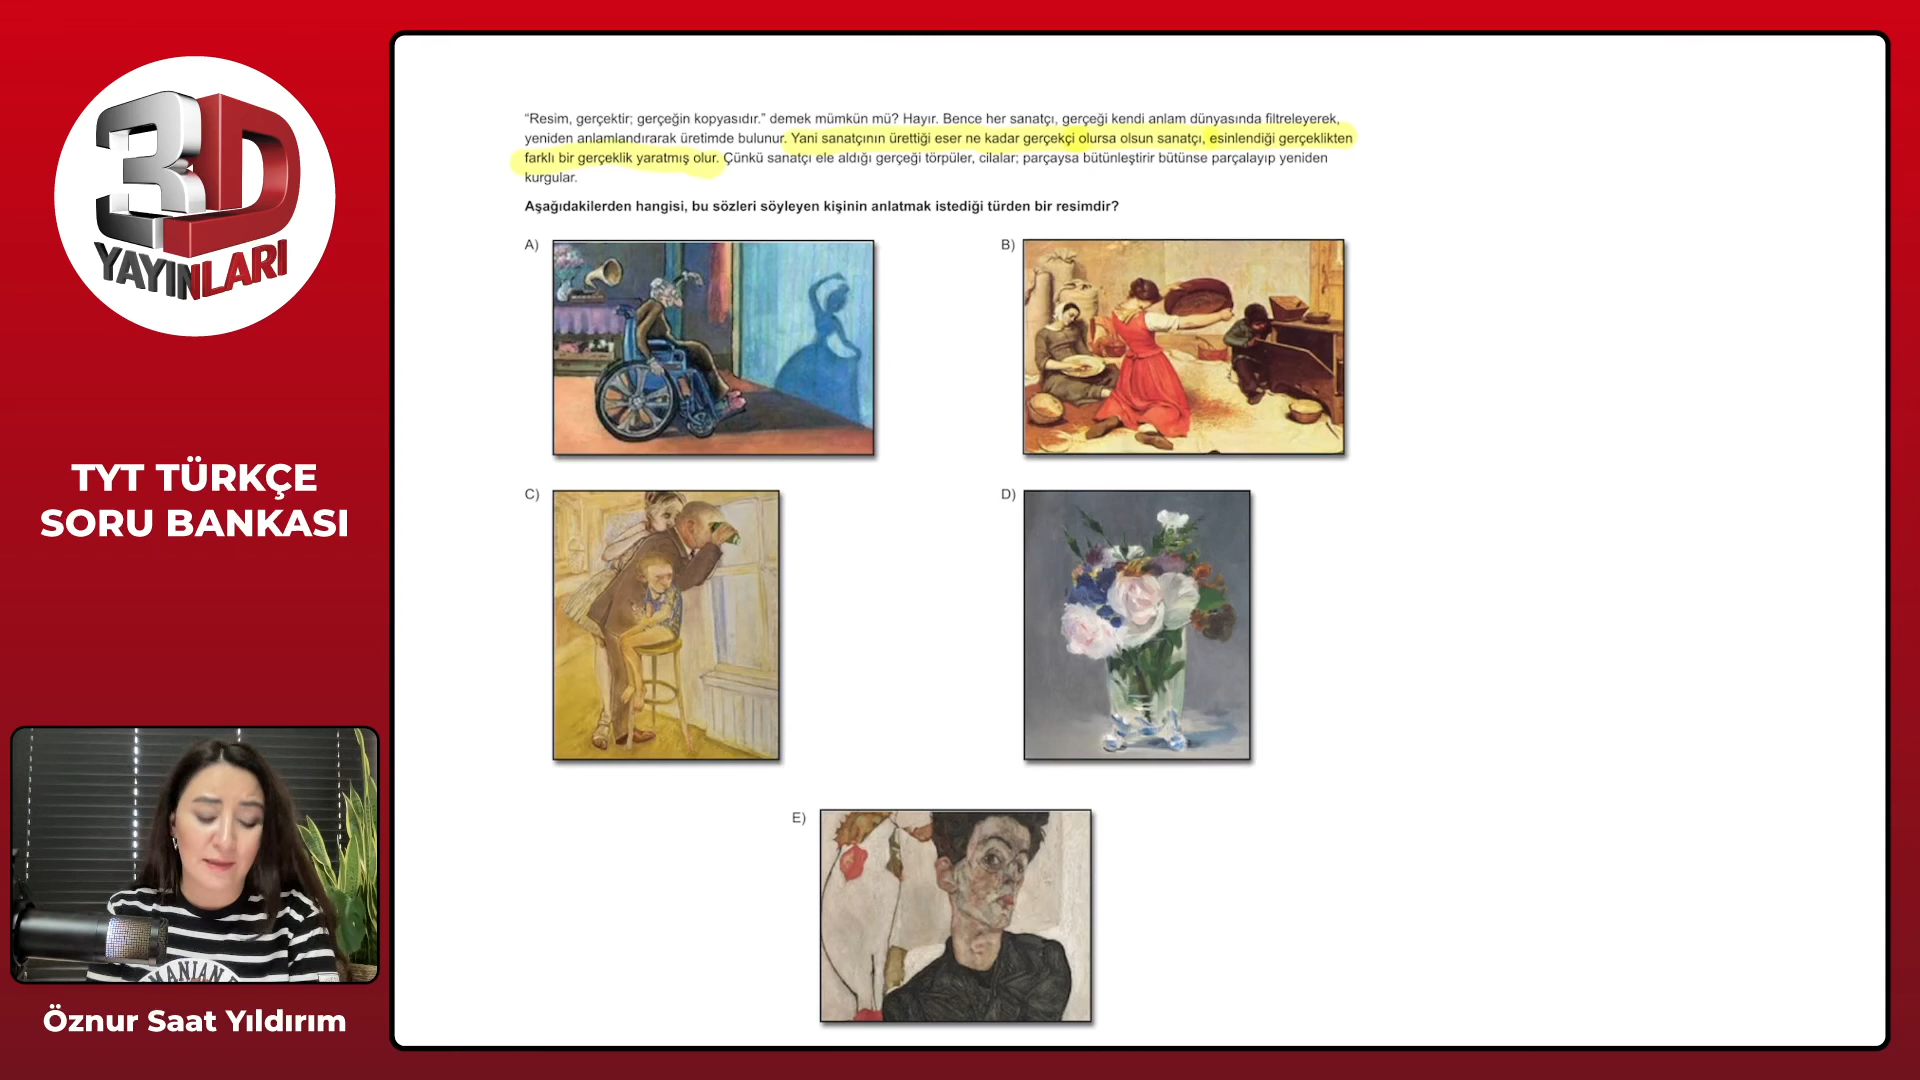 3D
YAYINLARI
TYT TÜRKÇE
SORU BANKASI
Öznur Saat Yıldırım
“Resim, gerçektir; gerçeğin kopyasıdır.” demek mümkün mü? Hayır. Bence her sanatçı, gerçeği kendi anlam dünyasında filtreleyerek,
yeniden anlamlandırarak üretimde bulunur. Yani sanatçının ürettiği eser ne kadar gerçekçi olursa olsun sanatçı, esinlendiği gerçeklikten
farklı bir gerçeklik yaratmış olur. Çünkü sanatçı ele aldığı gerçeği törpüler, cilalar; parçaysa bütünleştirir bütünse parçalayıp yeniden
kurgular.
Aşağıdakilerden hangisi, bu sözleri söyleyen kişinin anlatmak istediği türden bir resimdir?
A)
B)
C)
D)
E)